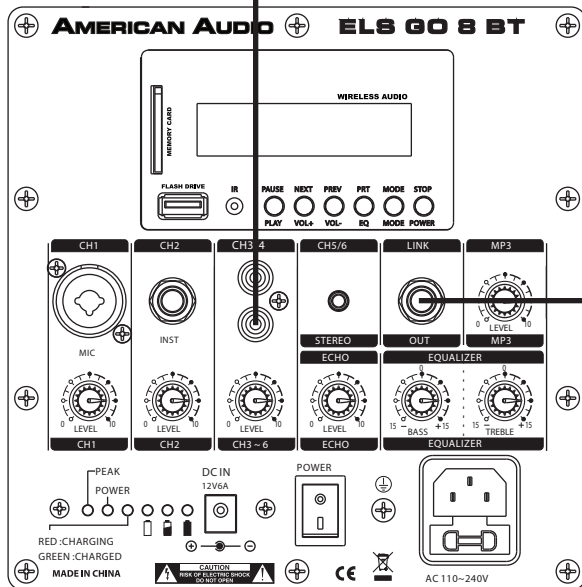 AMERICAN AUDIO ELS GO 8 BT
WIRELESS AUDIO
MEMORY CARD
FLASH DRIVE IR PAUSE NEXT PREV PRT MODE STOP
PLAY VOL+ VOL- EQ MODE POWER
CH1 CH2 CH3/4 CH5/6 LINK MP3
0 LEVEL 10
MIC INST STEREO OUT MP3
ECHO EQUALIZER
0 0
0 LEVEL 10 0 LEVEL 10 0 LEVEL 10 0 LEVEL 10 15 − BASS +15 15 − TREBLE +15
CH1 CH2 CH3~6 ECHO EQUALIZER
PEAK
POWER
DC IN
12V6A
POWER
RED :CHARGING
GREEN :CHARGED
MADE IN CHINA
CAUTION
RISK OF ELECTRIC SHOCK
DO NOT OPEN
CE
AC 110~240V